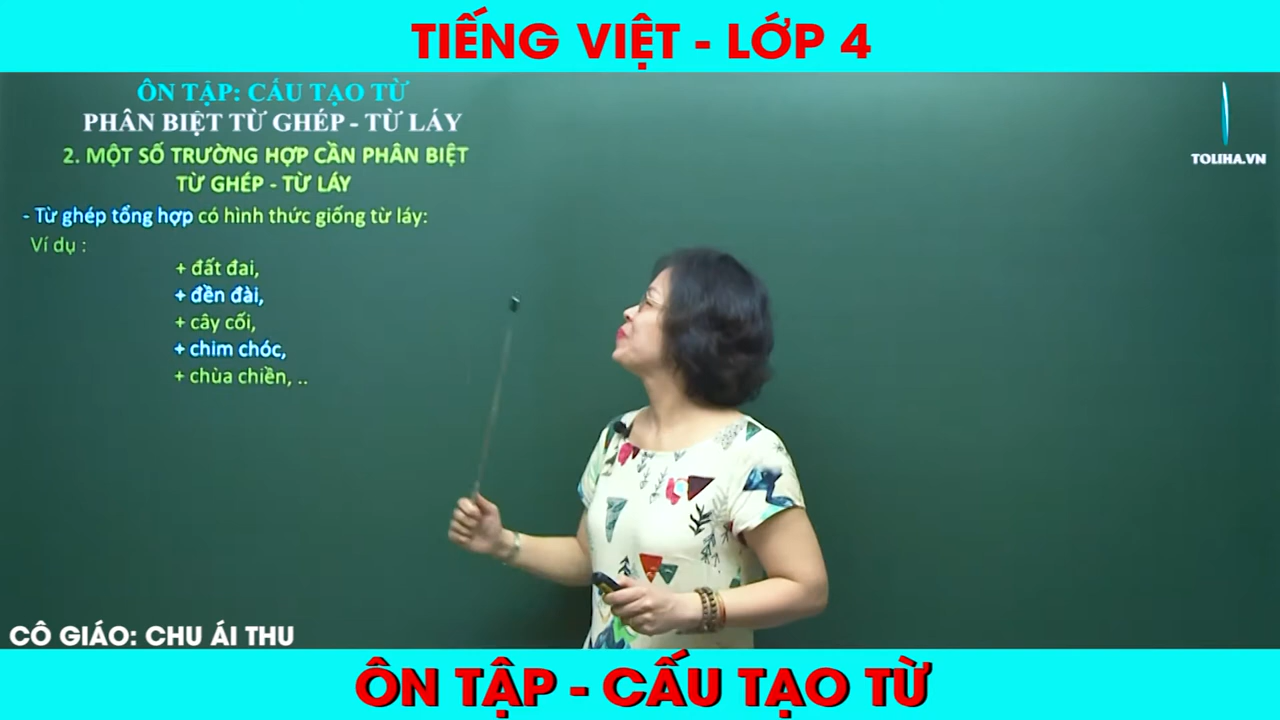 TIẾNG VIỆT - LỚP 4
ÔN TẬP: CẤU TẠO TỪ
PHÂN BIỆT TỪ GHÉP - TỪ LÁY
2. MỘT SỐ TRƯỜNG HỢP CẦN PHÂN BIỆT
TỪ GHÉP - TỪ LÁY
- Từ ghép tổng hợp có hình thức giống từ láy:
Ví dụ :
+ đất đai,
+ đền đài,
+ cây cối,
+ chim chóc,
+ chùa chiền, ..
TOLIHA.VN
CÔ GIÁO: CHU ÁI THU
ÔN TẬP - CẤU TẠO TỪ